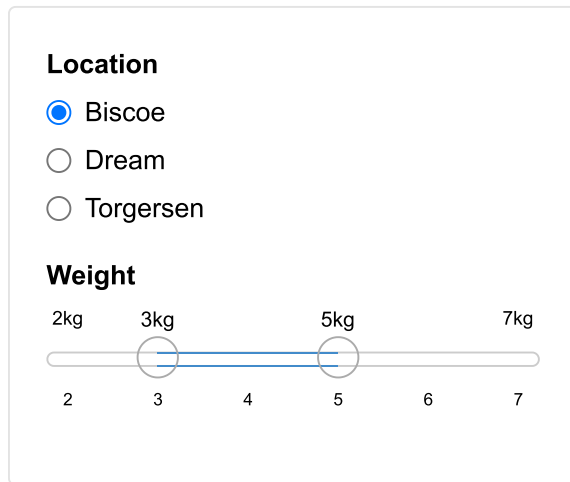 Location
Biscoe
Dream
Torgersen
Weight
2kg 3kg 5kg 7kg
2 3 4 5 6 7